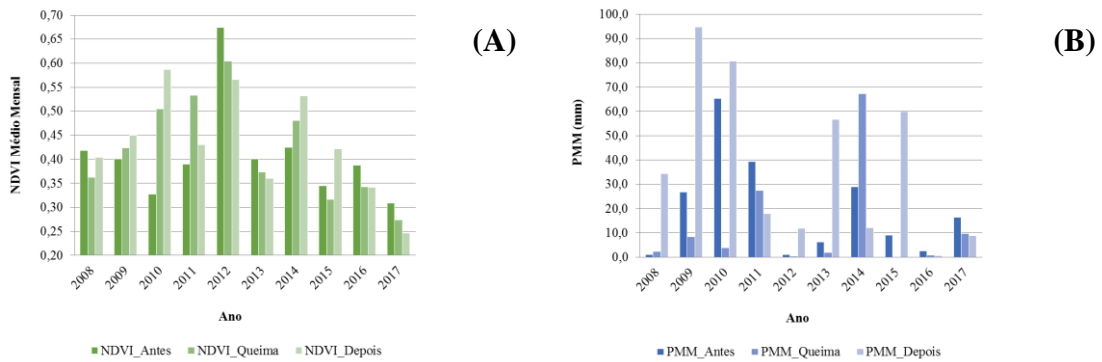 (A)
NDVI Médio Mensal
0,70
0,65
0,60
0,55
0,50
0,45
0,40
0,35
0,30
0,25
0,20
2008 2009 2010 2011 2012 2013 2014 2015 2016 2017
Ano
NDVI_Antes NDVI_Queima NDVI_Depois
(B)
PMM (mm)
100,0
90,0
80,0
70,0
60,0
50,0
40,0
30,0
20,0
10,0
0,0
2008 2009 2010 2011 2012 2013 2014 2015 2016 2017
Ano
PMM_Antes PMM_Queima PMM_Depois